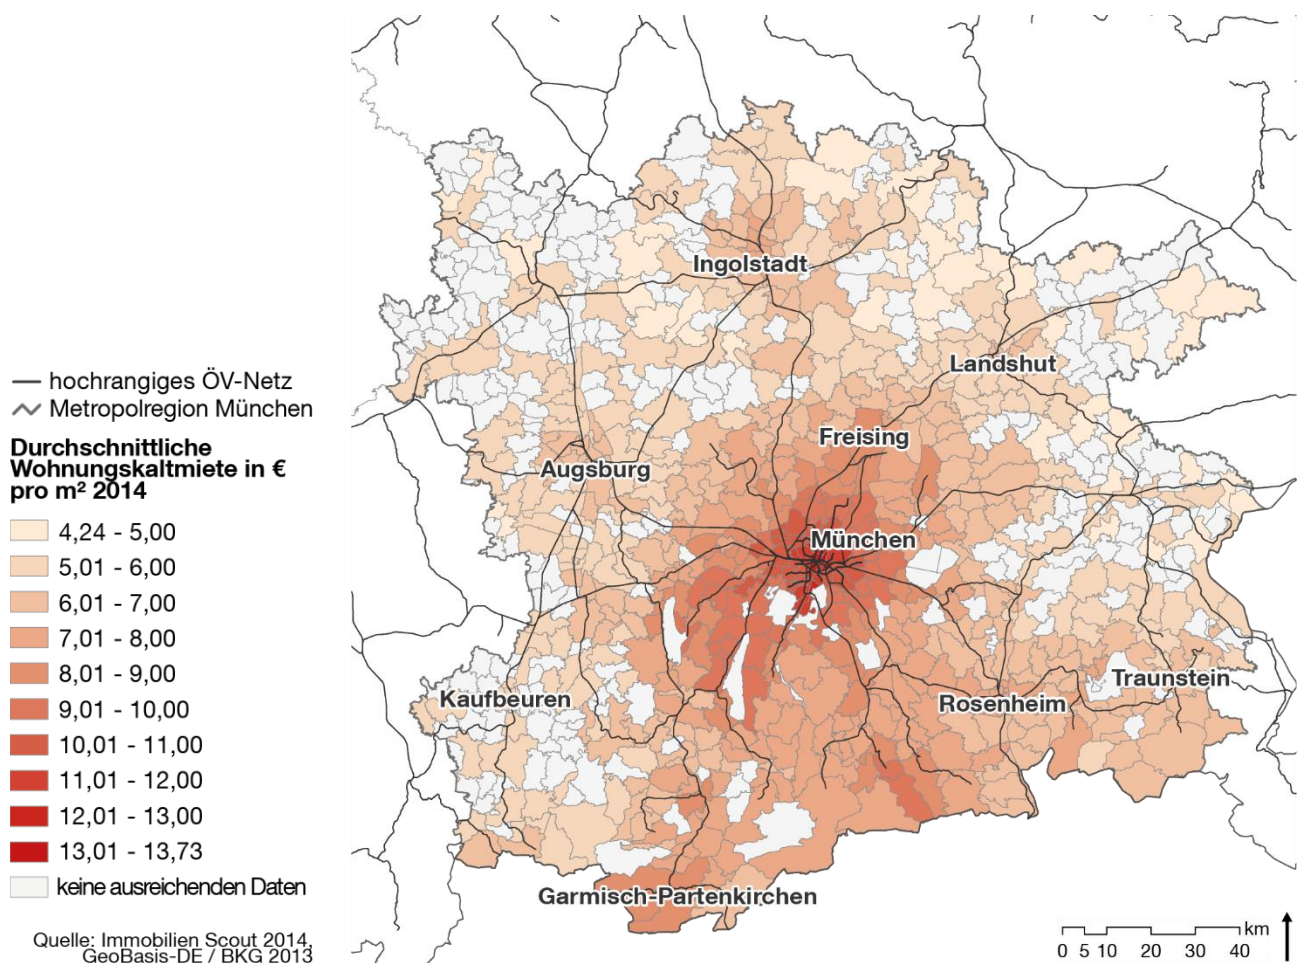 hochrangiges ÖV-Netz
Metropolregion München
Durchschnittliche
Wohnungskaltmiete in €
pro m² 2014
4,24 - 5,00
5,01 - 6,00
6,01 - 7,00
7,01 - 8,00
8,01 - 9,00
9,01 - 10,00
10,01 - 11,00
11,01 - 12,00
12,01 - 13,00
13,01 - 13,73
keine ausreichenden Daten
Quelle: Immobilien Scout 2014,
GeoBasis-DE / BKG 2013
Ingolstadt
Landshut
Freising
Augsburg
München
Kaufbeuren
Rosenheim
Traunstein
Garmisch-Partenkirchen
km
0 5 10 20 30 40